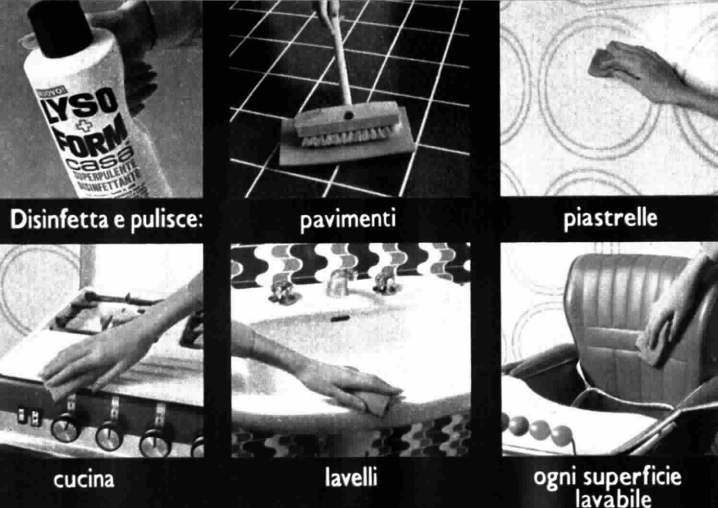 NUOVO!
LYSO
+
FORM
casa
SUPERPULENTE
DISINFETTANTE
Disinfetta e pulisce:
pavimenti
piastrelle
cucina
lavelli
ogni superficie
lavabile